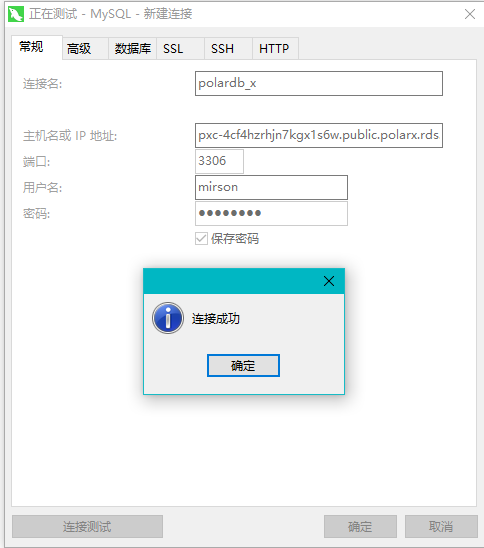 正在测试 - MySQL - 新建连接
常规 高级 数据库 SSL SSH HTTP
连接名: polardb_x
主机名或 IP 地址: pxc-4cf4hzrhjn7kgx1s6w.public.polarx.rds
端口: 3306
用户名: mirson
密码: ●●●●●●●●
保存密码
连接成功
确定
连接测试 确定 取消